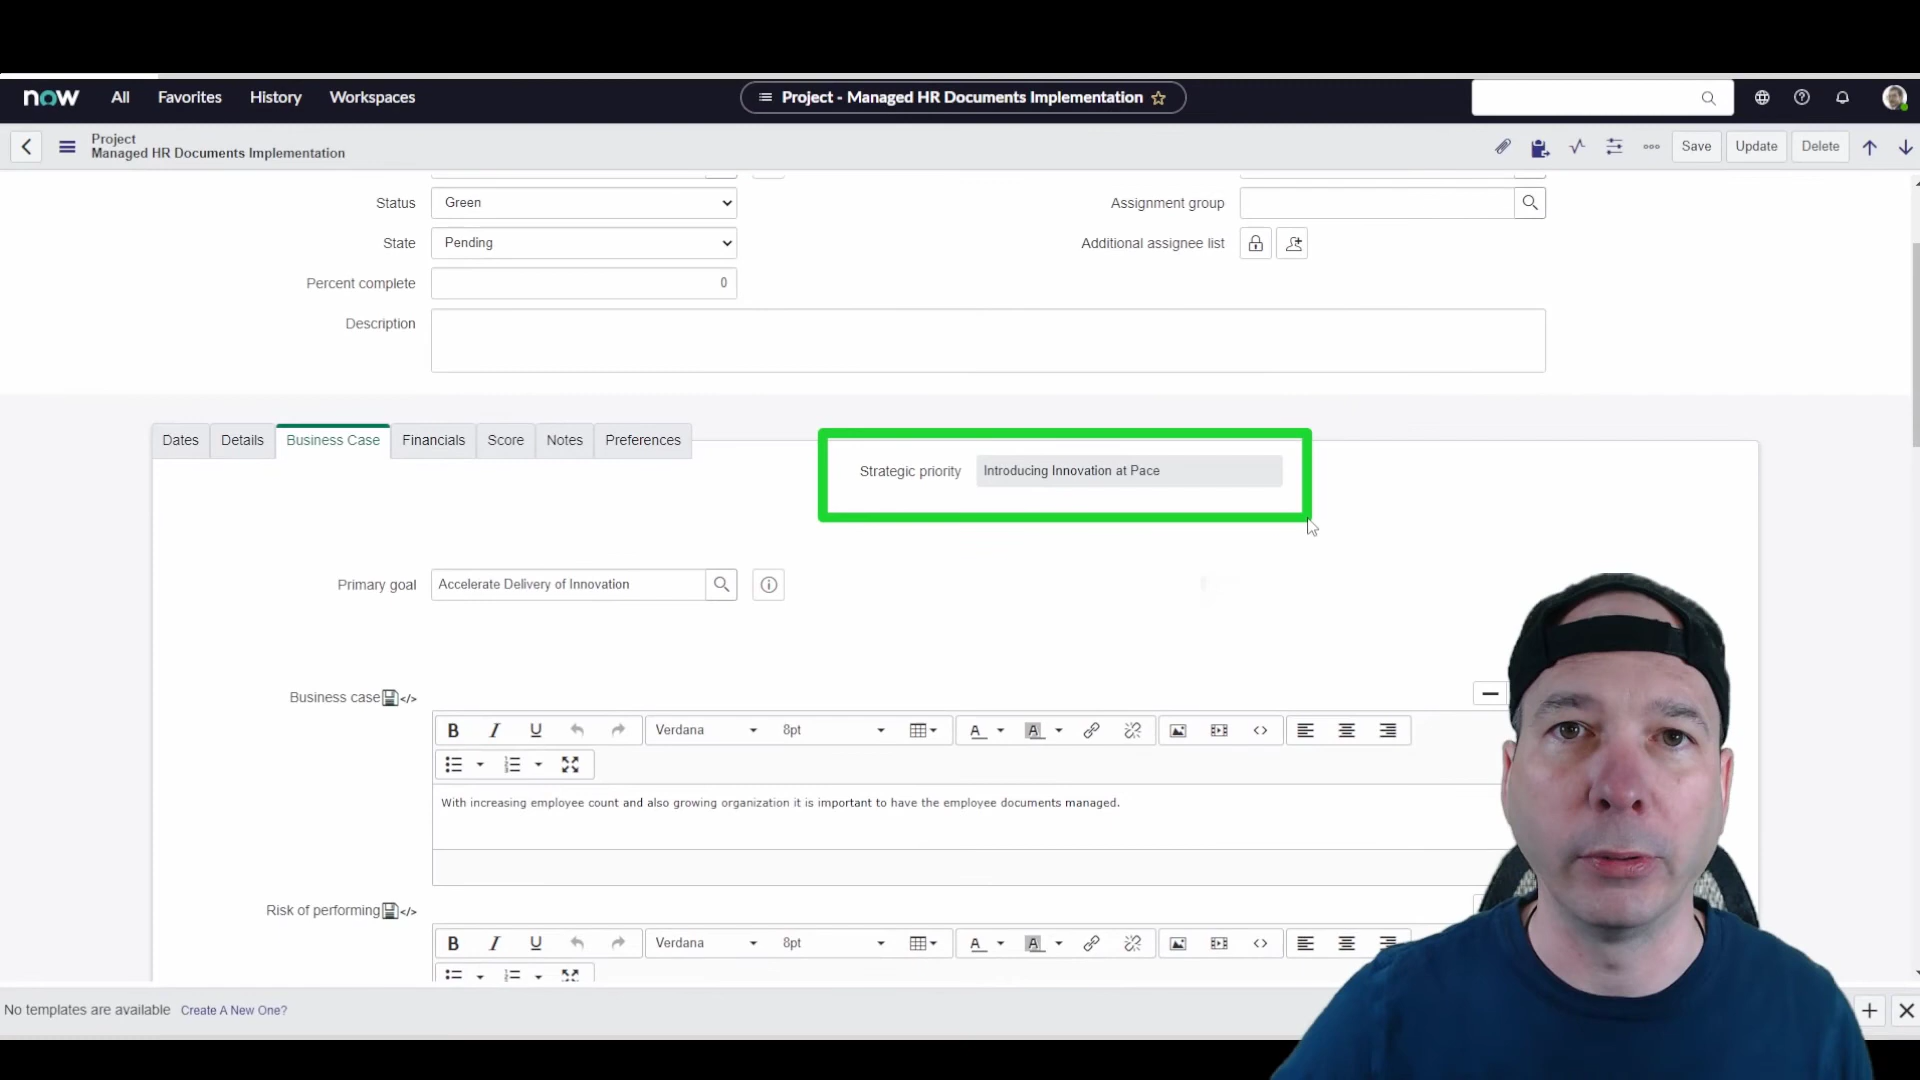 now All Favorites History Workspaces Project - Managed HR Documents Implementation
Project
Managed HR Documents Implementation
Save Update Delete
Status Green
Assignment group
State Pending
Additional assignee list
Percent complete 0
Description
Dates Details Business Case Financials Score Notes Preferences
Strategic priority Introducing Innovation at Pace
Primary goal Accelerate Delivery of Innovation
Business case </>
B I U Verdana 8pt A A <>
With increasing employee count and also growing organization it is important to have the employee documents managed.
Risk of performing </>
B I U Verdana 8pt A A <>
No templates are available Create A New One?